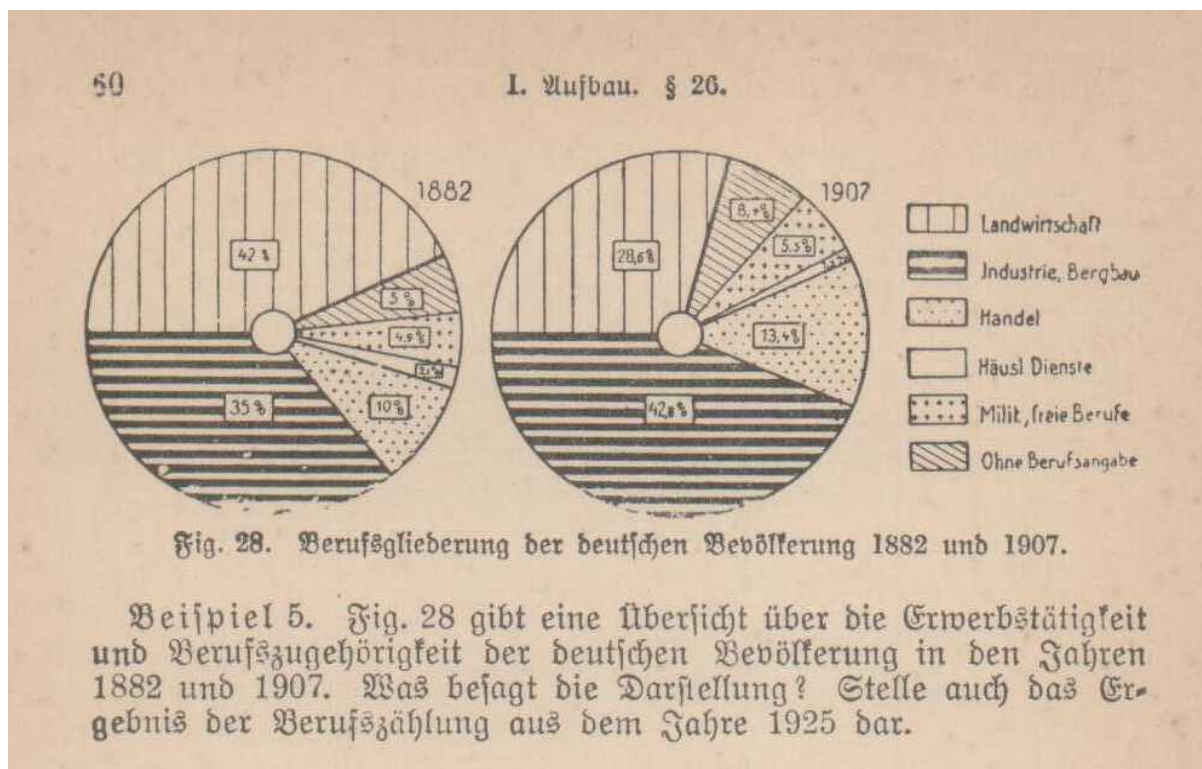 60
I. Aufbau. § 26.
1882
42 %
5 %
4,9 %
10 %
35 %
1907
28,6%
8,4%
5,5%
13,4%
42,8%
Landwirtschaft
Industrie, Bergbau
Handel
Häusl Dienste
Milit, freie Berufe
Ohne Berufsangabe
Fig. 28. Berufsgliederung der deutschen Bevölkerung 1882 und 1907.
Beispiel 5. Fig. 28 gibt eine Übersicht über die Erwerbstätigkeit
und Berufszugehörigkeit der deutschen Bevölkerung in den Jahren
1882 und 1907. Was besagt die Darstellung? Stelle auch das Er-
gebnis der Berufszählung aus dem Jahre 1925 dar.